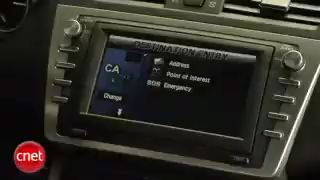 DESTINATION ENTRY
CA
Address
Point of Interest
SOS Emergency
Change
cnet